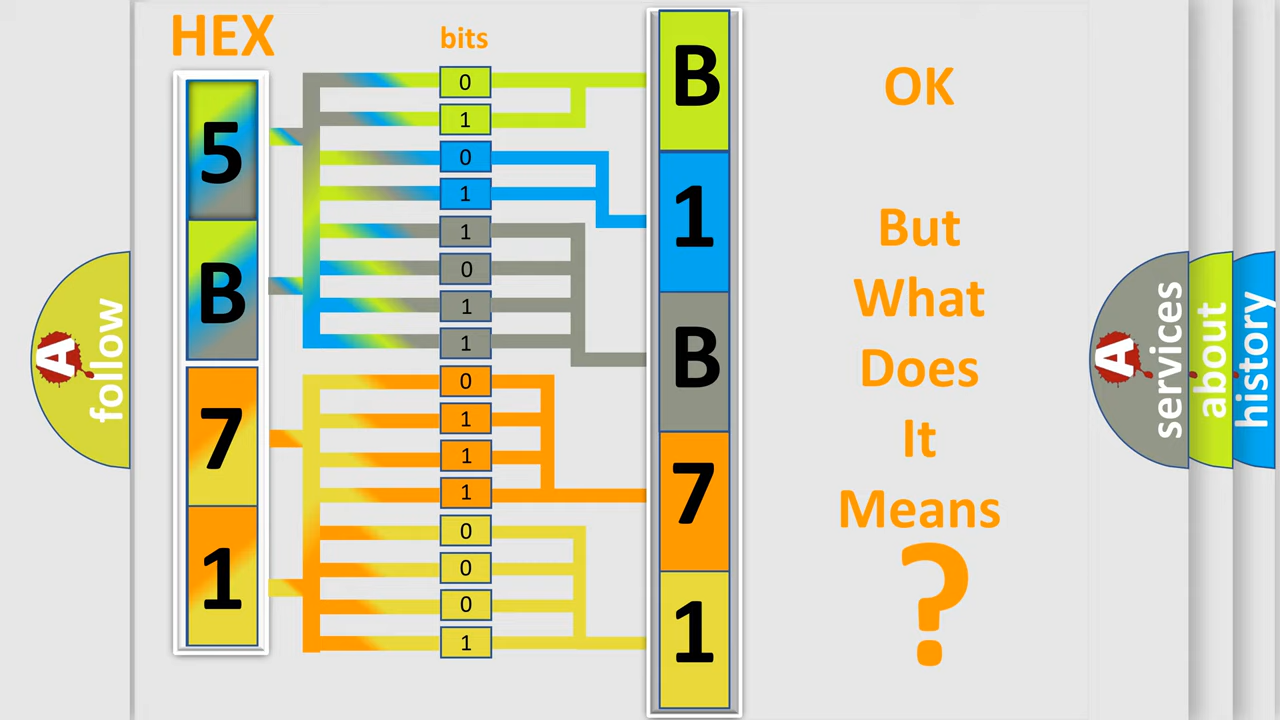 HEX
bits
5
B
7
1
0
1
0
1
1
0
1
1
0
1
1
1
0
0
0
1
B
1
B
7
1
OK
But
What
Does
It
Means
?
A
follow
A
services
about
history